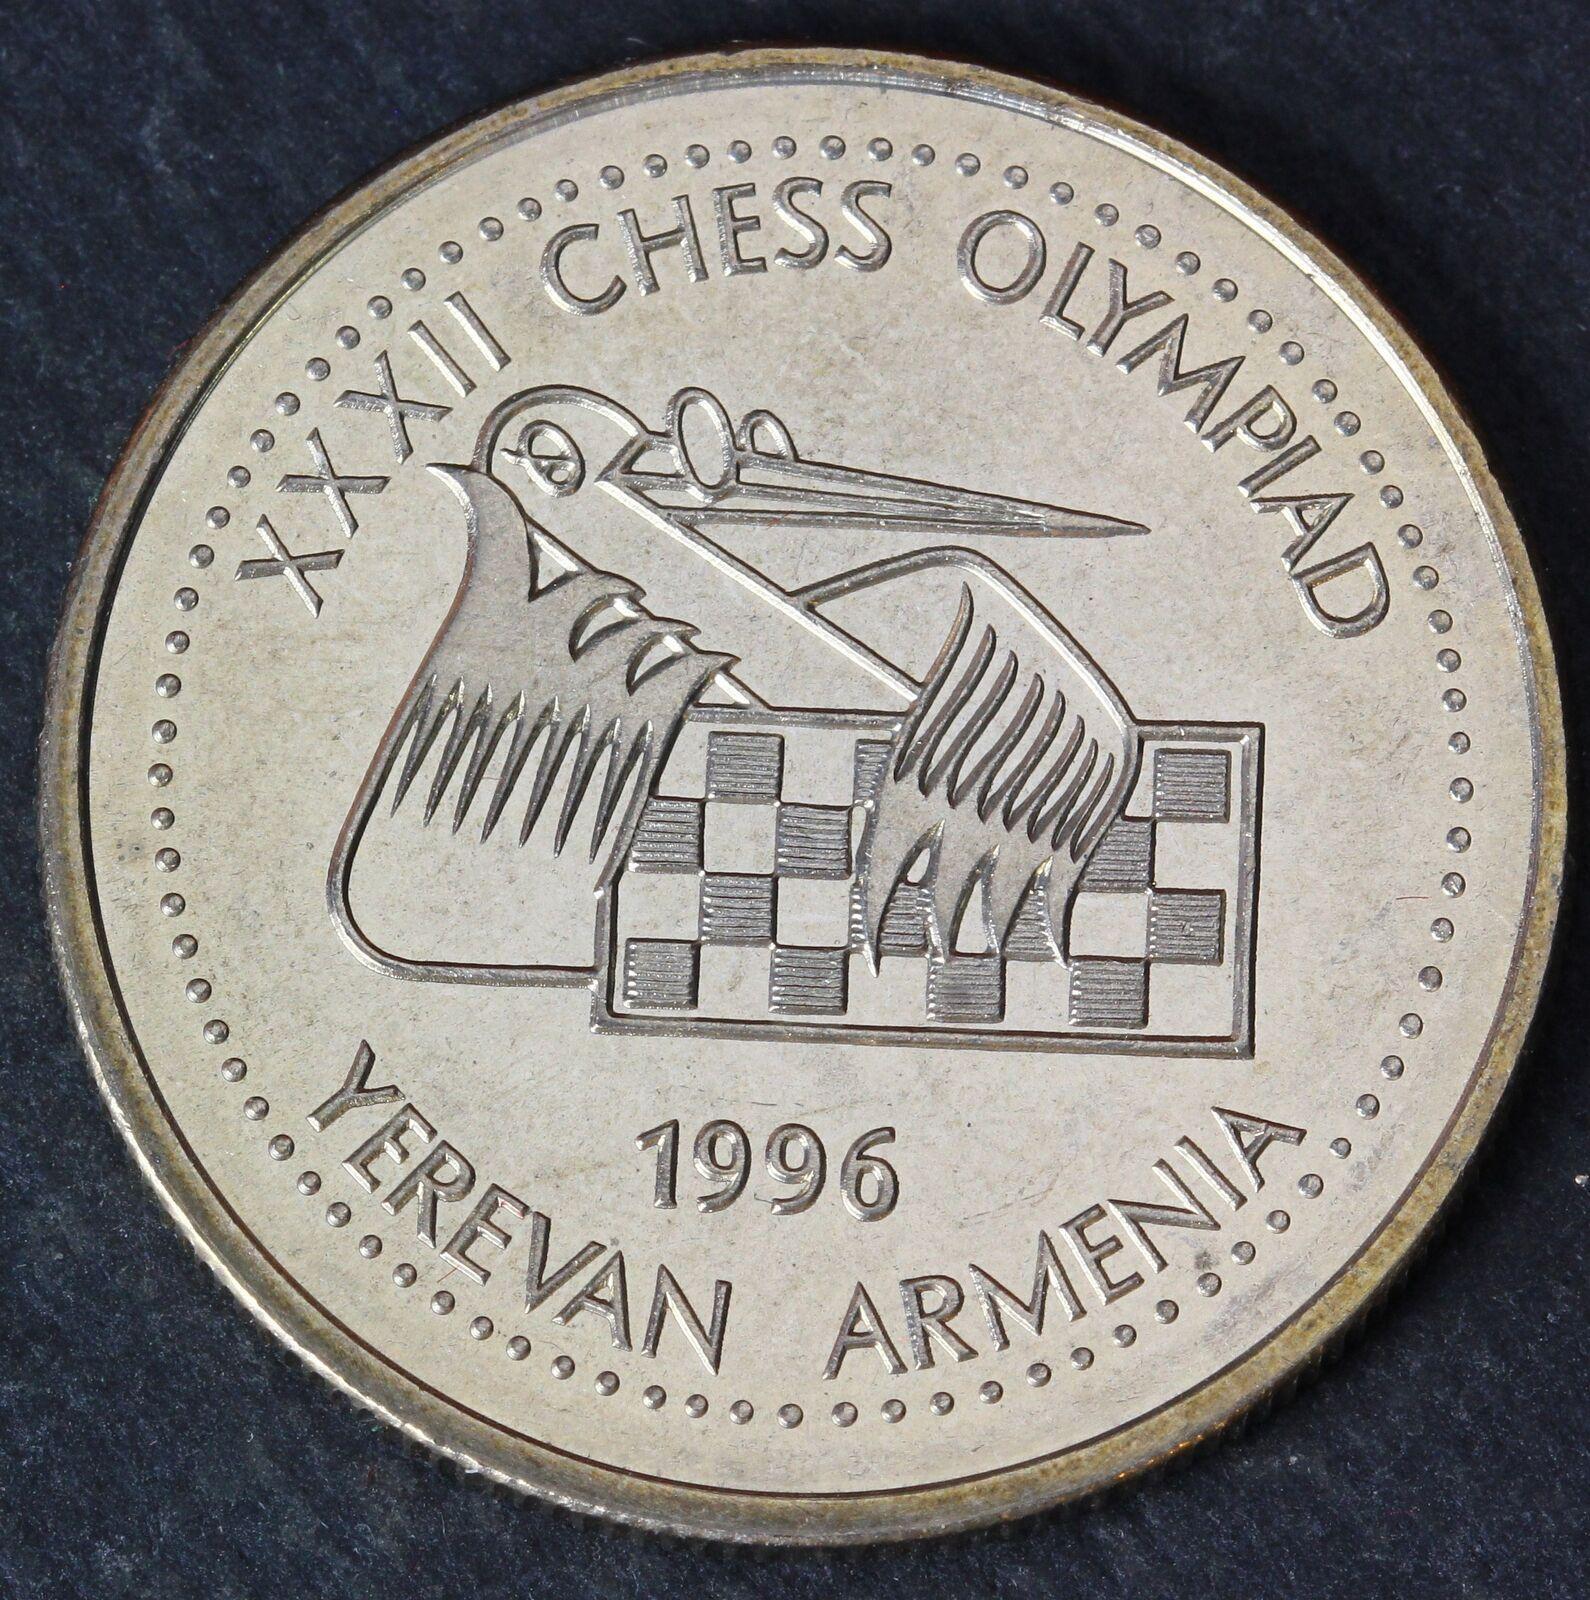 XXXII CHESS OLYMPIAD
1996
YEREVAN ARMENIA